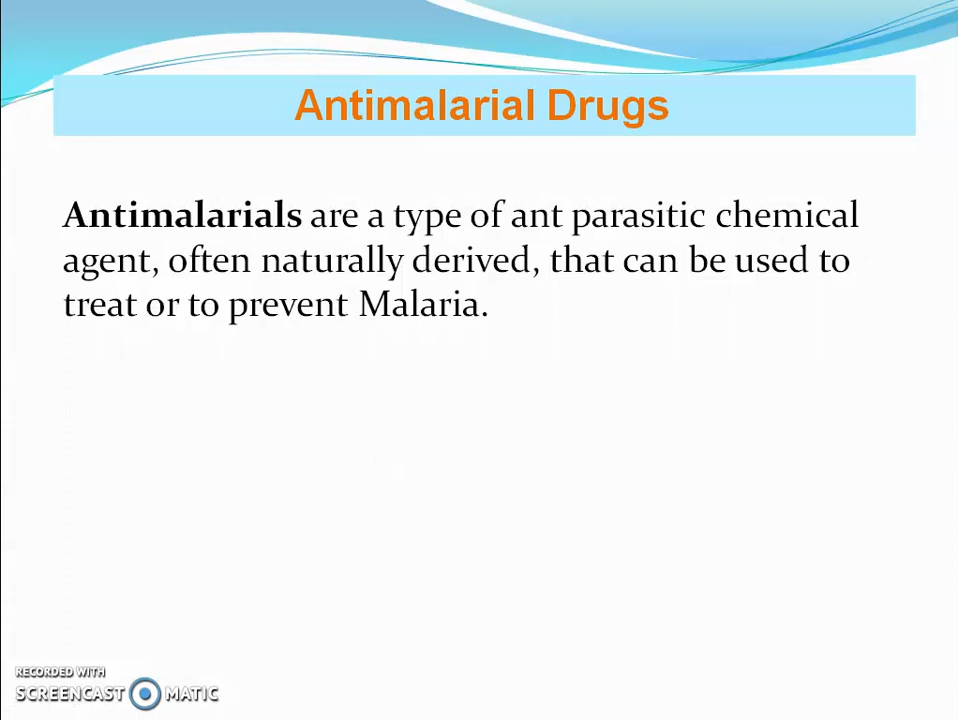 Antimalarial Drugs
Antimalarials are a type of ant parasitic chemical
agent, often naturally derived, that can be used to
treat or to prevent Malaria.
RECORDED WITH
SCREENCAST MATIC